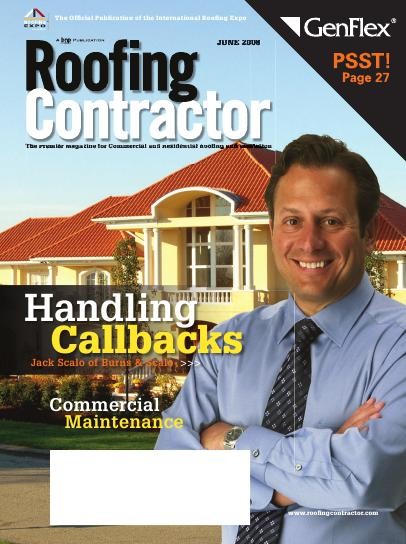 EXPO
The Official Publication of the International Roofing Expo
GenFlex®
PSST!
Page 27
A bnp PUBLICATION
JUNE 2008
Roofing
Contractor
The Premier magazine for Commercial and Residential Roofing and Insulation
Handling
Callbacks
Jack Scalo of Burns & Scalo >>>
Commercial
Maintenance
www.roofingcontractor.com